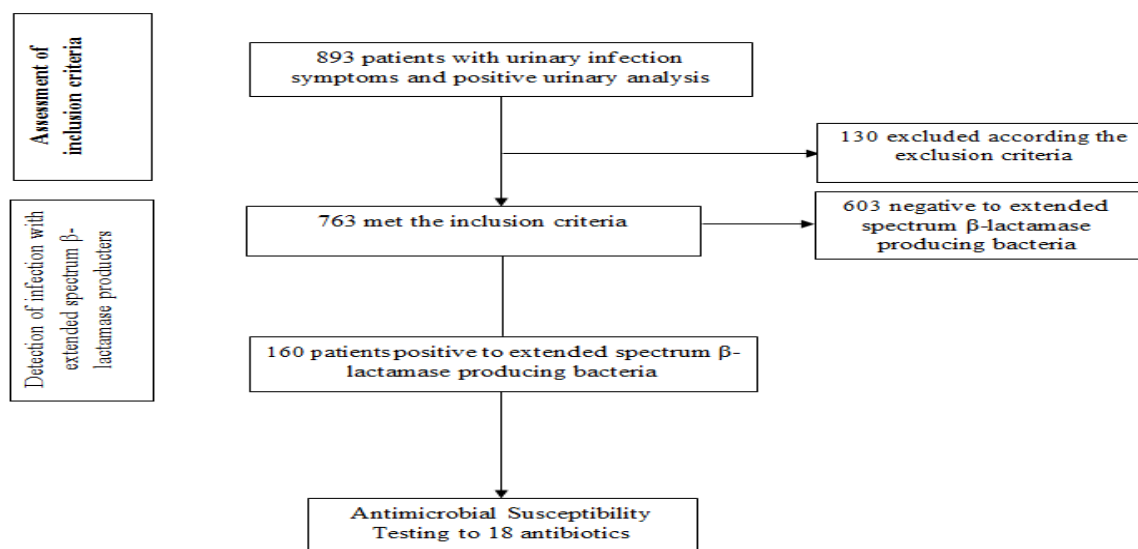 Assessment of
inclusion criteria
893 patients with urinary infection
symptoms and positive urinary analysis
130 excluded according the
exclusion criteria
Detection of infection with
extended spectrum β-
lactamase producters
763 met the inclusion criteria
603 negative to extended
spectrum β-lactamase
producing bacteria
160 patients positive to extended spectrum β-
lactamase producing bacteria
Antimicrobial Susceptibility
Testing to 18 antibiotics